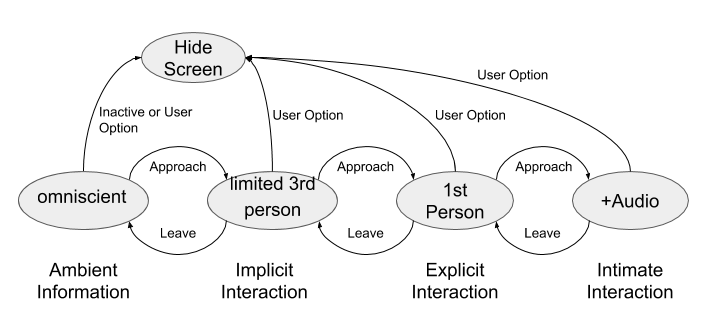 Hide
Screen
User Option
Inactive or User
Option
User Option
User Option
Approach
Approach
Approach
omniscient
limited 3rd
person
1st
Person
+Audio
Leave
Leave
Leave
Ambient
Information
Implicit
Interaction
Explicit
Interaction
Intimate
Interaction